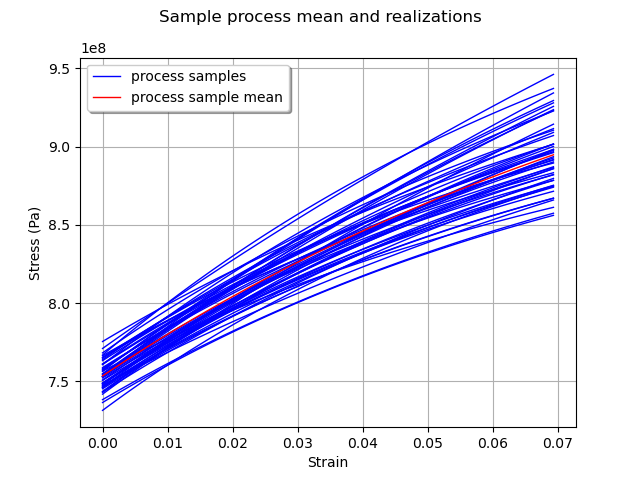 Sample process mean and realizations
1e8
process samples
process sample mean
9.5
9.0
8.5
8.0
7.5
Stress (Pa)
0.00 0.01 0.02 0.03 0.04 0.05 0.06 0.07
Strain